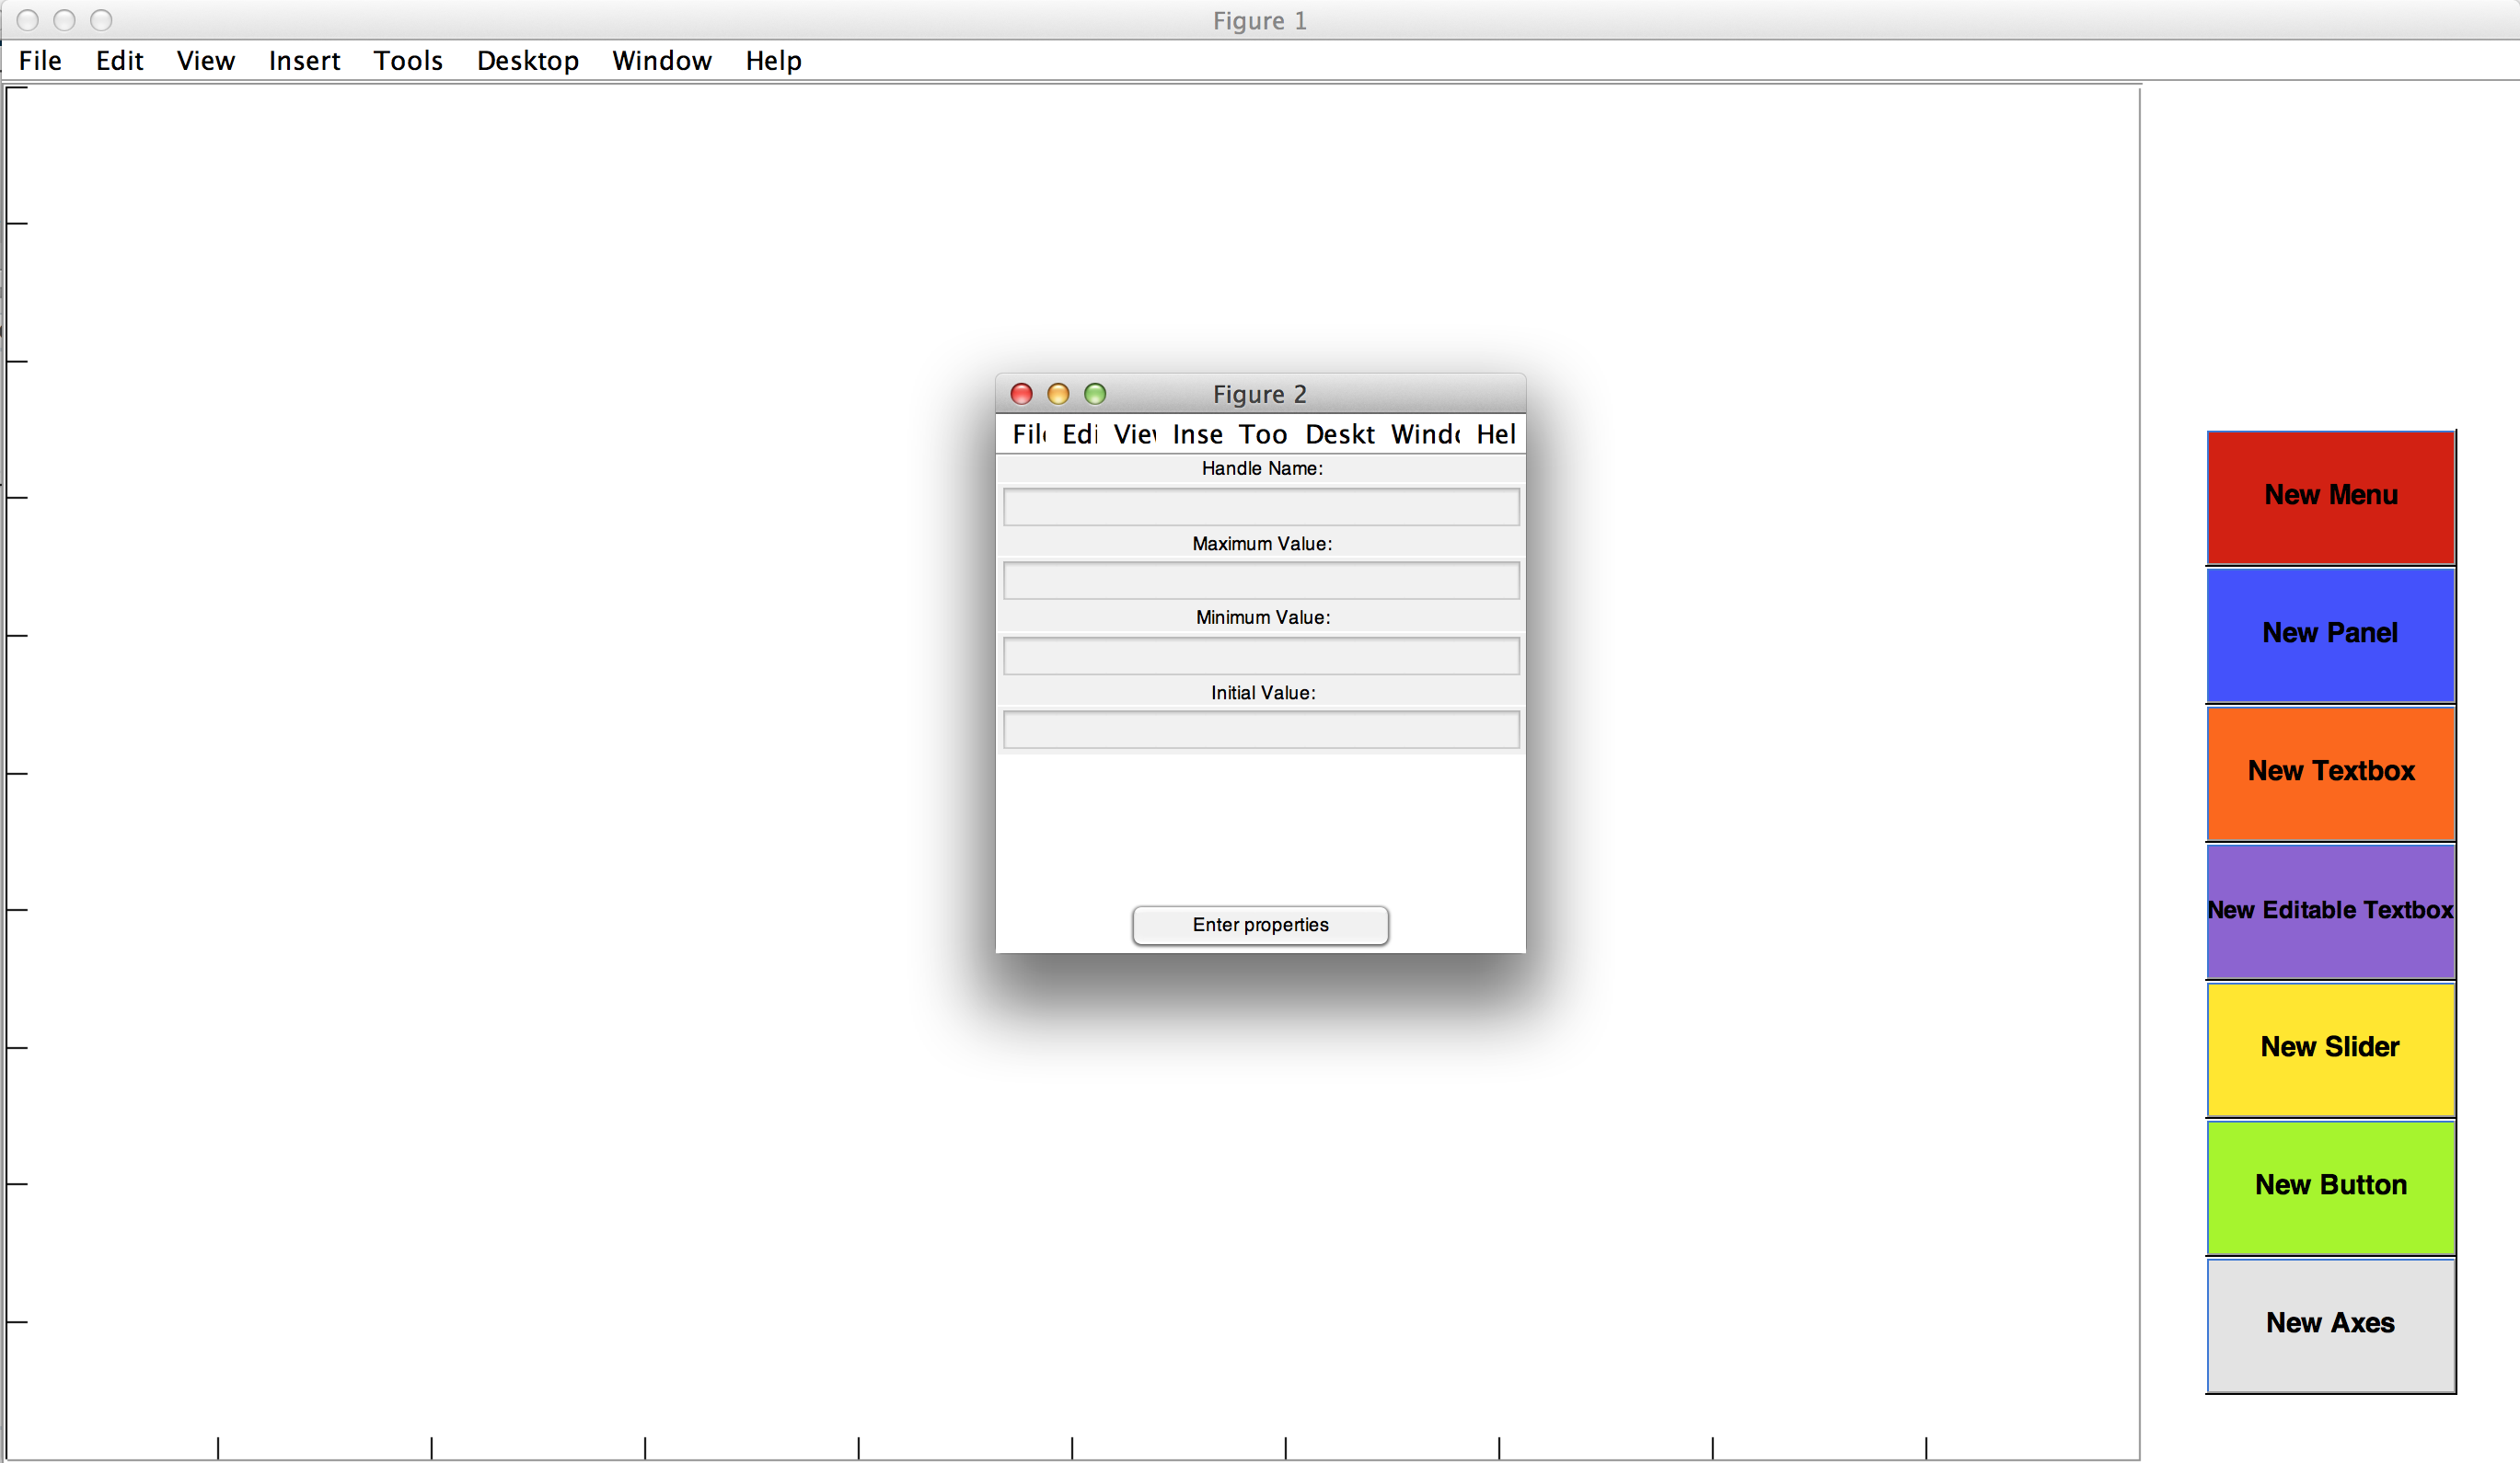 Figure 1
File Edit View Insert Tools Desktop Window Help
Figure 2
Fil Edi Vie Inse Too Deskt Wind Hel
Handle Name:
Maximum Value:
Minimum Value:
Initial Value:
Enter properties
New Menu
New Panel
New Textbox
New Editable Textbox
New Slider
New Button
New Axes